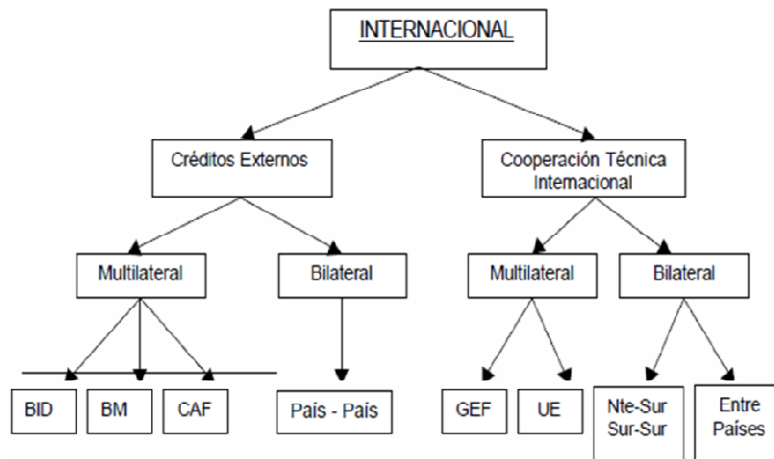 INTERNACIONAL
Créditos Externos
Cooperación Técnica
Internacional
Multilateral
Bilateral
Multilateral
Bilateral
BID
BM
CAF
País - País
GEF
UE
Nte-Sur
Sur-Sur
Entre
Países